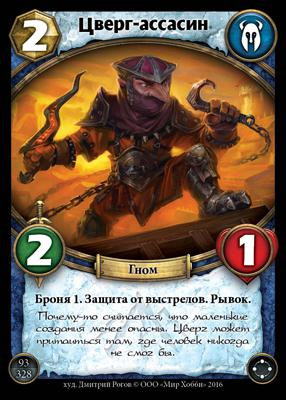 2
Цверг-ассасин
2
Гном
1
Броня 1. Защита от выстрелов. Рывок.
Почему-то считается, что маленькие
создания менее опасны. Цверг может
притаиться там, где человек никогда
не смог бы.
93
328
худ. Дмитрий Рогов © ООО «Мир Хобби» 2016